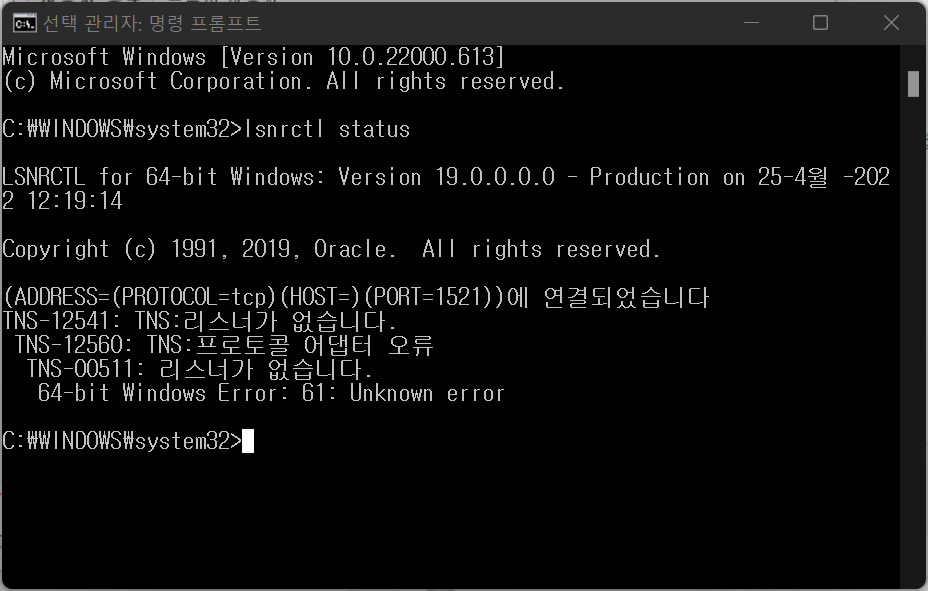 선택 관리자: 명령 프롬프트
Microsoft Windows [Version 10.0.22000.613]
(c) Microsoft Corporation. All rights reserved.
C:₩WINDOWS₩system32>lsnrctl status
LSNRCTL for 64-bit Windows: Version 19.0.0.0.0 - Production on 25-4월 -202
2 12:19:14
Copyright (c) 1991, 2019, Oracle.  All rights reserved.
(ADDRESS=(PROTOCOL=tcp)(HOST=)(PORT=1521))에 연결되었습니다
TNS-12541: TNS:리스너가 없습니다.
TNS-12560: TNS:프로토콜 어댑터 오류
TNS-00511: 리스너가 없습니다.
64-bit Windows Error: 61: Unknown error
C:₩WINDOWS₩system32>